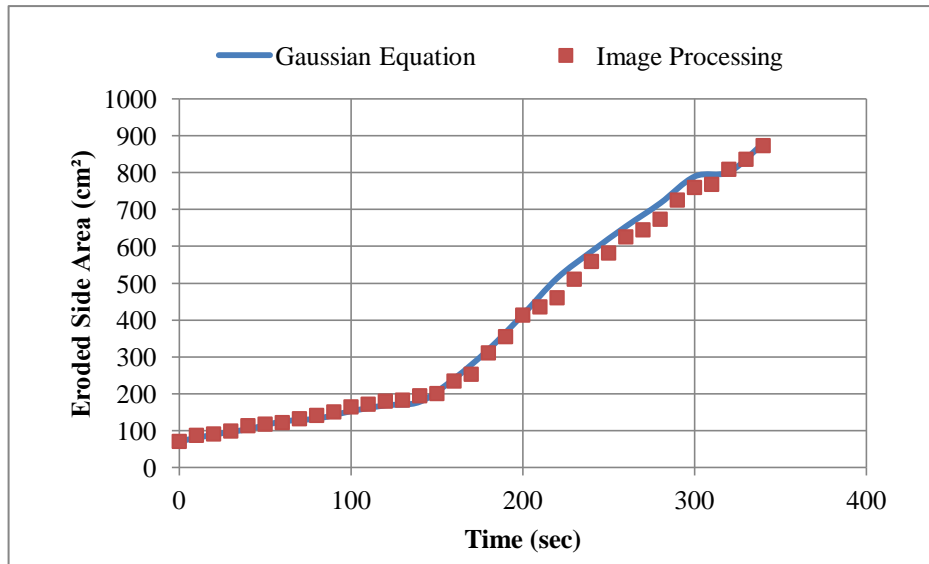 Gaussian Equation Image Processing
1000
900
800
700
600
500
400
300
200
100
0
Eroded Side Area (cm²)
0 100 200 300 400
Time (sec)